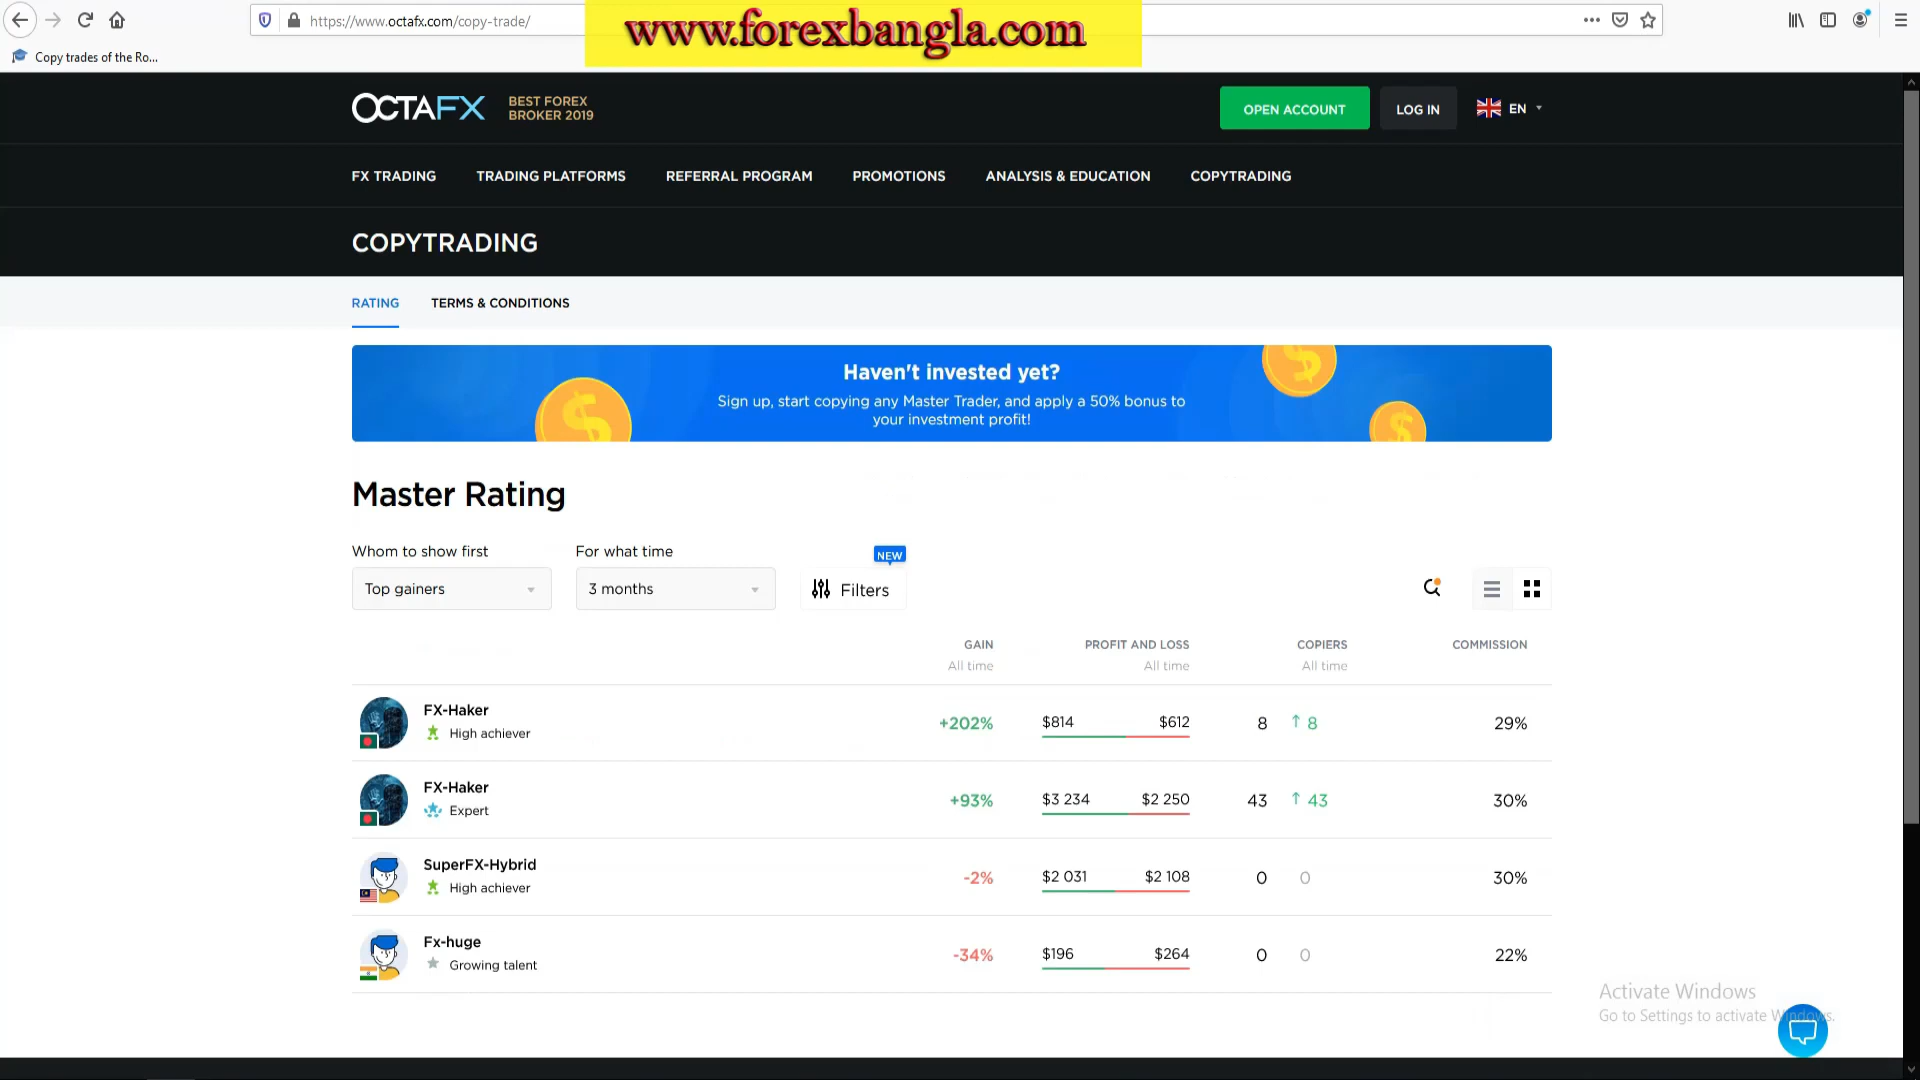 https://www.octafx.com/copy-trade/
www.forexbangla.com
Copy trades of the Ro...
OCTAFX
BEST FOREX
BROKER 2019
OPEN ACCOUNT
LOG IN
EN
FX TRADING
TRADING PLATFORMS
REFERRAL PROGRAM
PROMOTIONS
ANALYSIS & EDUCATION
COPYTRADING
COPYTRADING
RATING
TERMS & CONDITIONS
Haven't invested yet?
Sign up, start copying any Master Trader, and apply a 50% bonus to
your investment profit!
Master Rating
Whom to show first
For what time
NEW
Top gainers
3 months
Filters
GAIN
PROFIT AND LOSS
COPIERS
COMMISSION
All time
All time
All time
FX-Haker
High achiever
+202%
$814
$612
8
↑ 8
29%
FX-Haker
Expert
+93%
$3 234
$2 250
43
↑ 43
30%
SuperFX-Hybrid
High achiever
-2%
$2 031
$2 108
0
0
30%
Fx-huge
Growing talent
-34%
$196
$264
0
0
22%
Activate Windows
Go to Settings to activate Windows.